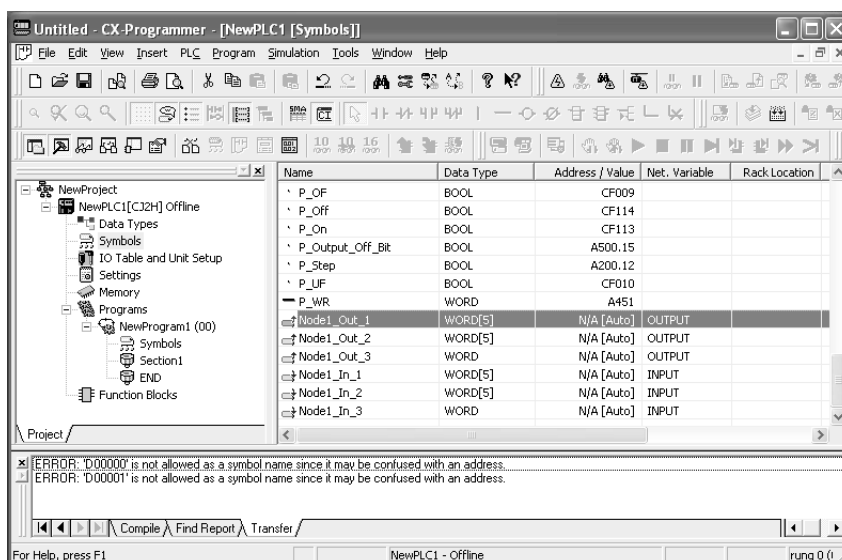 Untitled - CX-Programmer - [NewPLC1 [Symbols]]
File Edit View Insert PLC Program Simulation Tools Window Help
10 10 16
Name Data Type Address / Value Net. Variable Rack Location
P_OF BOOL CF009
P_Off BOOL CF114
P_On BOOL CF113
P_Output_Off_Bit BOOL A500.15
P_Step BOOL A200.12
P_UF BOOL CF010
P_WR WORD A451
Node1_Out_1 WORD[5] N/A [Auto] OUTPUT
Node1_Out_2 WORD[5] N/A [Auto] OUTPUT
Node1_Out_3 WORD N/A [Auto] OUTPUT
Node1_In_1 WORD[5] N/A [Auto] INPUT
Node1_In_2 WORD[5] N/A [Auto] INPUT
Node1_In_3 WORD N/A [Auto] INPUT
NewProject
NewPLC1[CJ2H] Offline
Data Types
Symbols
IO Table and Unit Setup
Settings
Memory
Programs
NewProgram1 (00)
Symbols
Section1
END
Function Blocks
Project
ERROR: 'D00000' is not allowed as a symbol name since it may be confused with an address.
ERROR: 'D00001' is not allowed as a symbol name since it may be confused with an address.
Compile Find Report Transfer
For Help, press F1 NewPLC1 - Offline rung 0 (